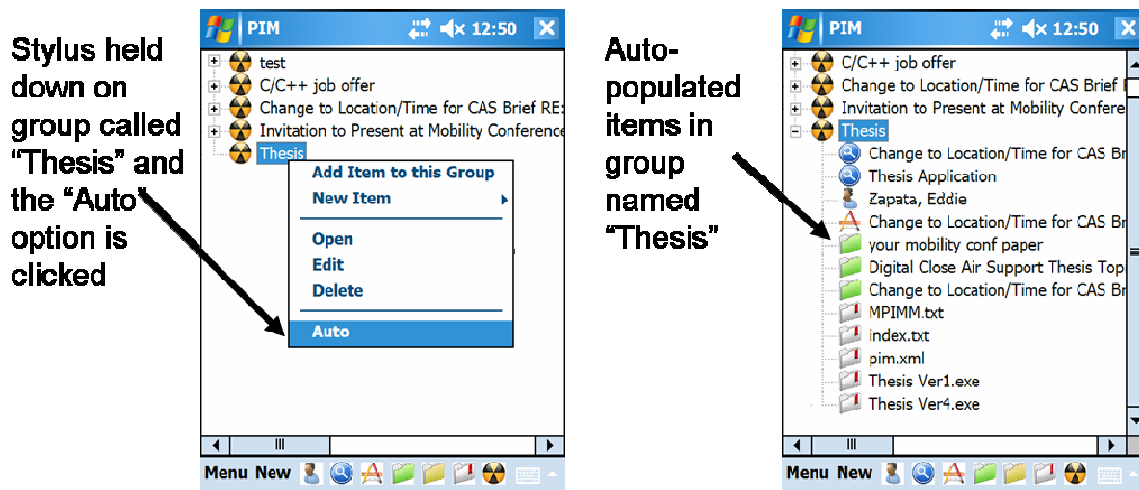 Stylus held
down on
group called
“Thesis” and
the “Auto”
option is
clicked
PIM 12:50
test
C/C++ job offer
Change to Location/Time for CAS Brief RE:
Invitation to Present at Mobility Conference
Thesis
Add Item to this Group
New Item
Open
Edit
Delete
Auto
Menu New
Auto-
populated
items in
group
named
“Thesis”
PIM 12:50
C/C++ job offer
Change to Location/Time for CAS Brief
Invitation to Present at Mobility Confere
Thesis
Change to Location/Time for CAS Br
Thesis Application
Zapata, Eddie
Change to Location/Time for CAS Br
your mobility conf paper
Digital Close Air Support Thesis Top
Change to Location/Time for CAS Br
MPIMM.txt
index.txt
pim.xml
Thesis Ver1.exe
Thesis Ver4.exe
Menu New